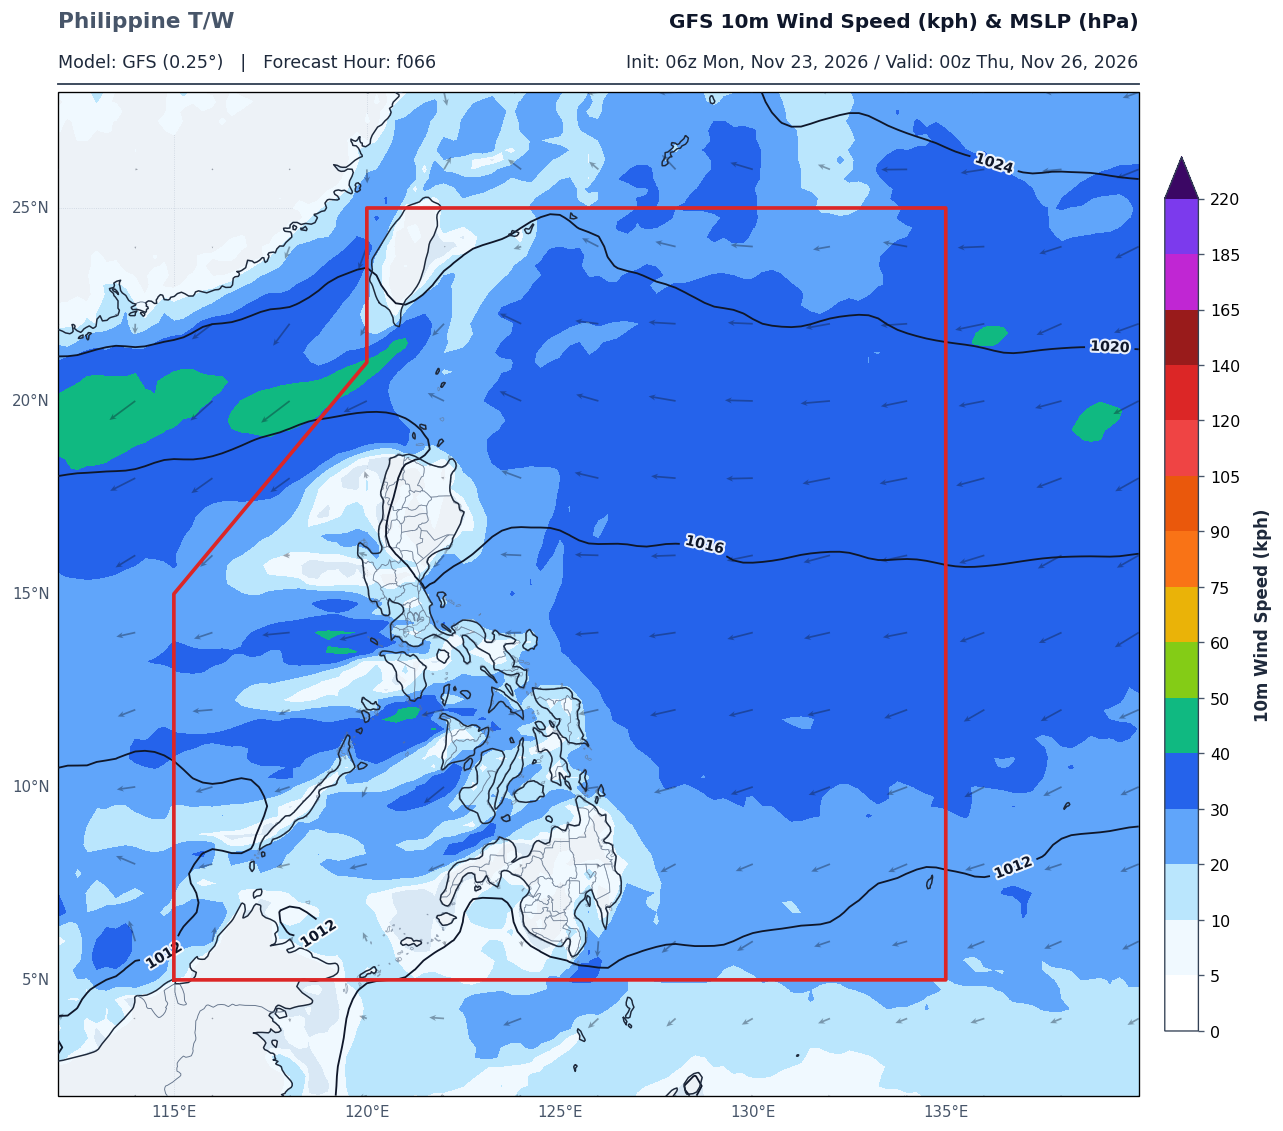 Philippine T/W
GFS 10m Wind Speed (kph) & MSLP (hPa)
Model: GFS (0.25°) | Forecast Hour: f066
Init: 06z Mon, Nov 23, 2026 / Valid: 00z Thu, Nov 26, 2026
1024
1020
1016
1012
1012
1012
25°N
20°N
15°N
10°N
5°N
115°E
120°E
125°E
130°E
135°E
220
185
165
140
120
105
90
75
60
50
40
30
20
10
5
0
10m Wind Speed (kph)